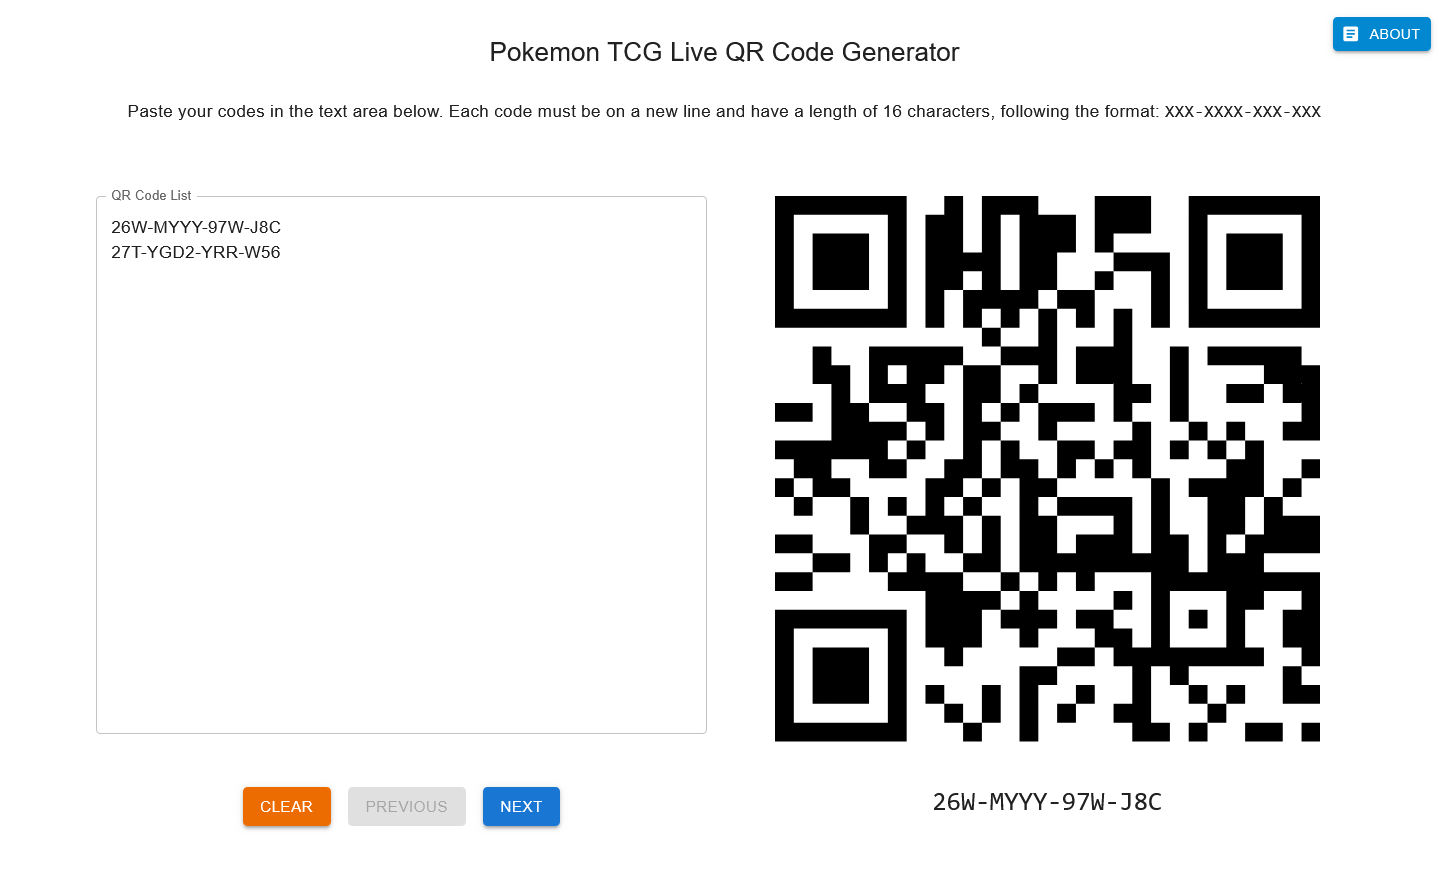 Pokemon TCG Live QR Code Generator
ABOUT
Paste your codes in the text area below. Each code must be on a new line and have a length of 16 characters, following the format: XXX-XXXX-XXX-XXX
QR Code List
26W-MYYY-97W-J8C
27T-YGD2-YRR-W56
CLEAR
PREVIOUS
NEXT
26W-MYYY-97W-J8C